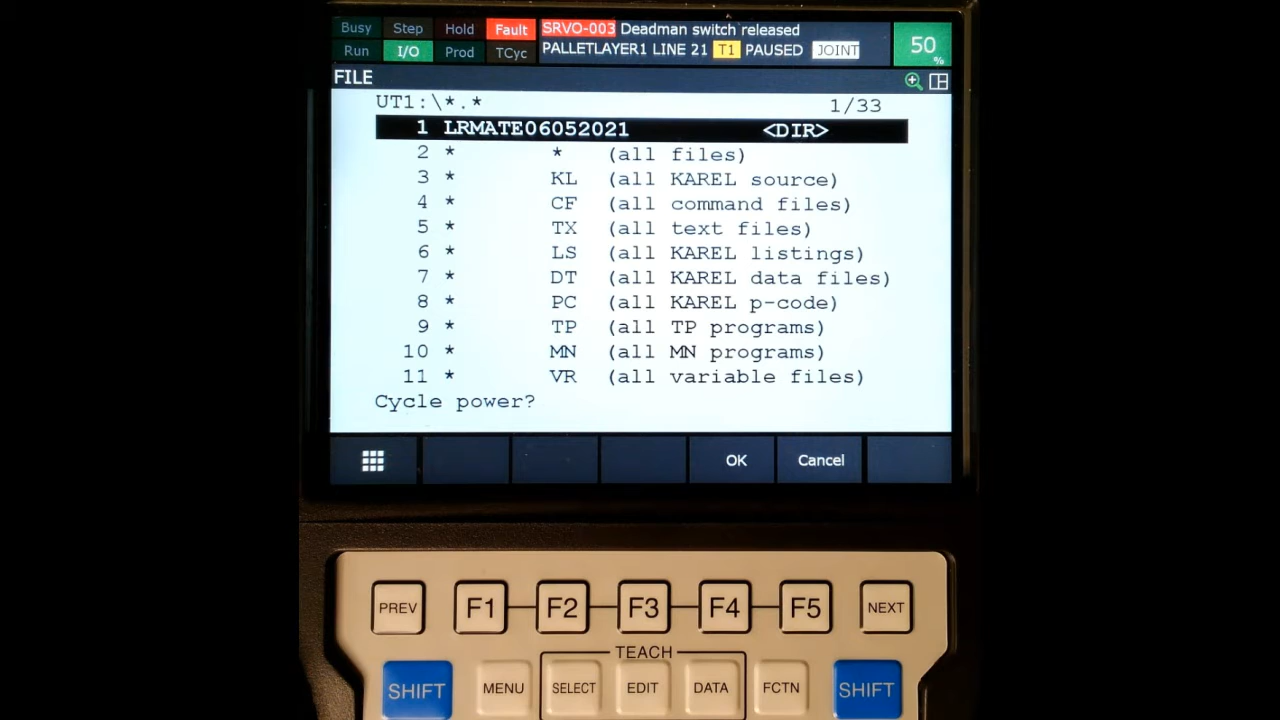 Busy Step Hold Fault SRVO-003 Deadman switch released
Run I/O Prod TCyc PALLETLAYER1 LINE 21 T1 PAUSED JOINT
50 %
FILE
UT1:\*.* 1/33
1 LRMATE06052021 <DIR>
2 * * (all files)
3 * KL (all KAREL source)
4 * CF (all command files)
5 * TX (all text files)
6 * LS (all KAREL listings)
7 * DT (all KAREL data files)
8 * PC (all KAREL p-code)
9 * TP (all TP programs)
10 * MN (all MN programs)
11 * VR (all variable files)
Cycle power?
OK Cancel
PREV F1 F2 F3 F4 F5 NEXT
TEACH
SHIFT MENU SELECT EDIT DATA FCTN SHIFT